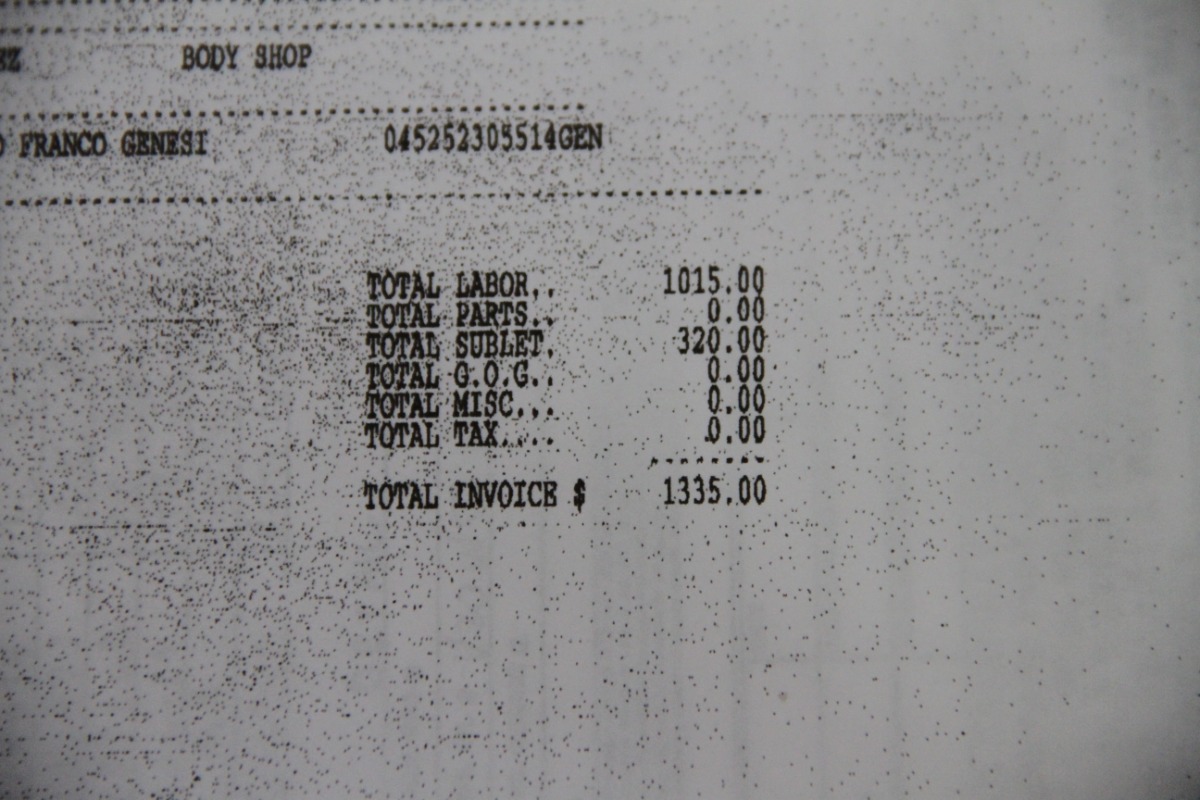 EZ BODY SHOP
O FRANCO GENESI 045252305514GEN
TOTAL LABOR.. 1015.00
TOTAL PARTS.. 0.00
TOTAL SUBLET. 320.00
TOTAL G.O.G.. 0.00
TOTAL MISC... 0.00
TOTAL TAX.... 0.00
TOTAL INVOICE $ 1335.00